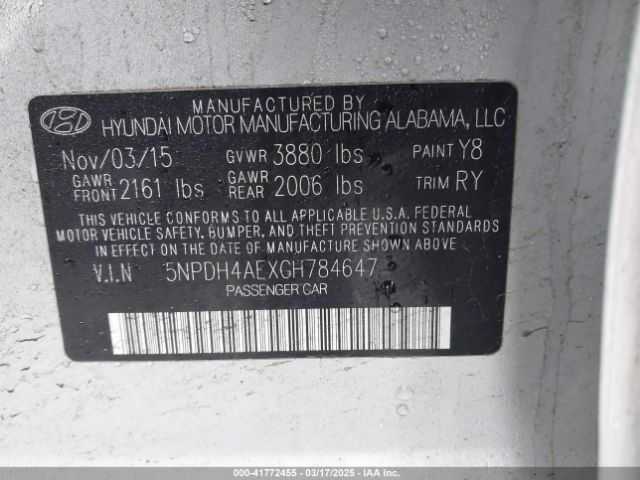 MANUFACTURED BY
HYUNDAI MOTOR MANUFACTURING ALABAMA, LLC
Nov/03/15 GVWR 3880 lbs PAINT Y8
GAWR FRONT 2161 lbs GAWR REAR 2006 lbs TRIM RY
THIS VEHICLE CONFORMS TO ALL APPLICABLE U.S.A. FEDERAL
MOTOR VEHICLE SAFETY, BUMPER, AND THEFT PREVENTION STANDARDS
IN EFFECT ON THE DATE OF MANUFACTURE SHOWN ABOVE.
V.I.N 5NPDH4AEXGH784647
PASSENGER CAR
000-41772455 - 03/17/2025 - IAA, Inc.